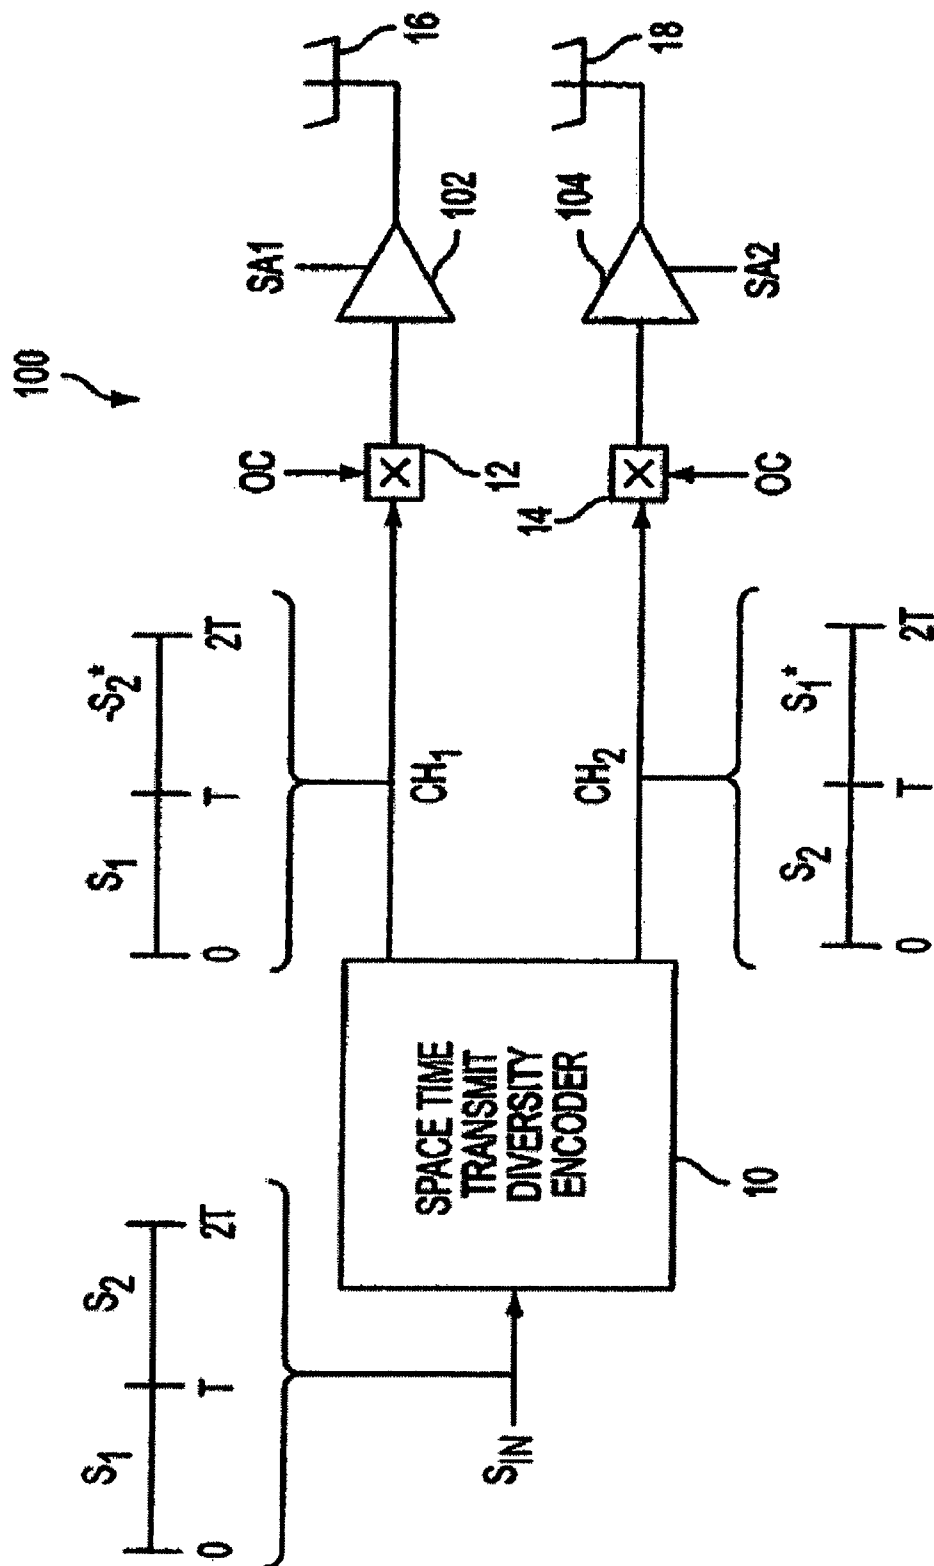 100
S₁ S₂
0 T 2T
S_IN
SPACE TIME
TRANSMIT
DIVERSITY
ENCODER
10
S₁ -S₂*
0 T 2T
CH₁
OC
12
SA1
102
16
CH₂
S₂ S₁*
0 T 2T
14
OC
104
SA2
18